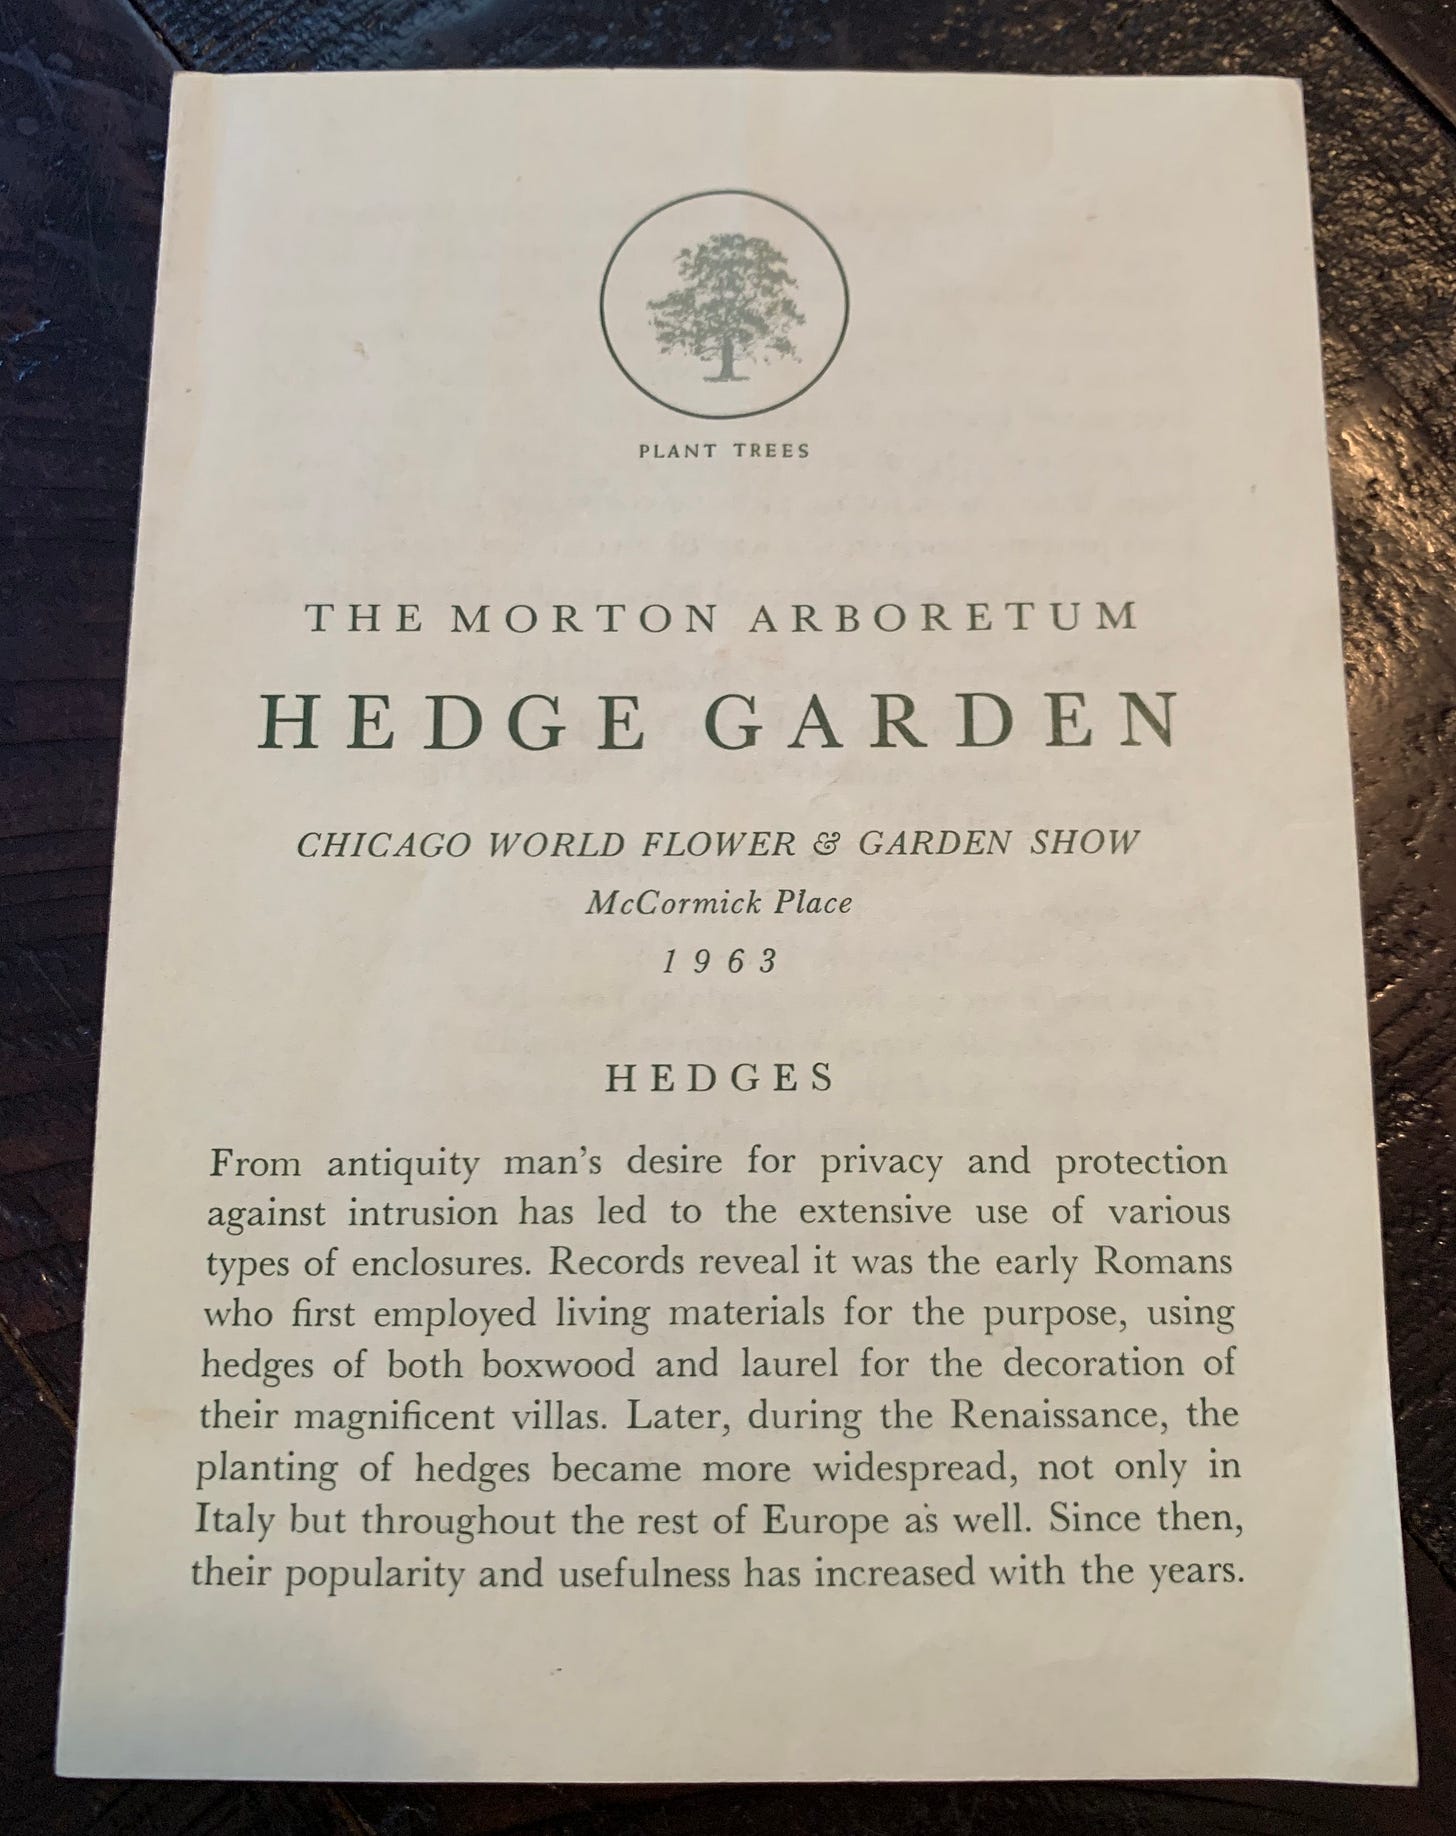 PLANT TREES
THE MORTON ARBORETUM
HEDGE GARDEN
CHICAGO WORLD FLOWER & GARDEN SHOW
McCormick Place
1963
HEDGES
From antiquity man's desire for privacy and protection
against intrusion has led to the extensive use of various
types of enclosures. Records reveal it was the early Romans
who first employed living materials for the purpose, using
hedges of both boxwood and laurel for the decoration of
their magnificent villas. Later, during the Renaissance, the
planting of hedges became more widespread, not only in
Italy but throughout the rest of Europe as well. Since then,
their popularity and usefulness has increased with the years.